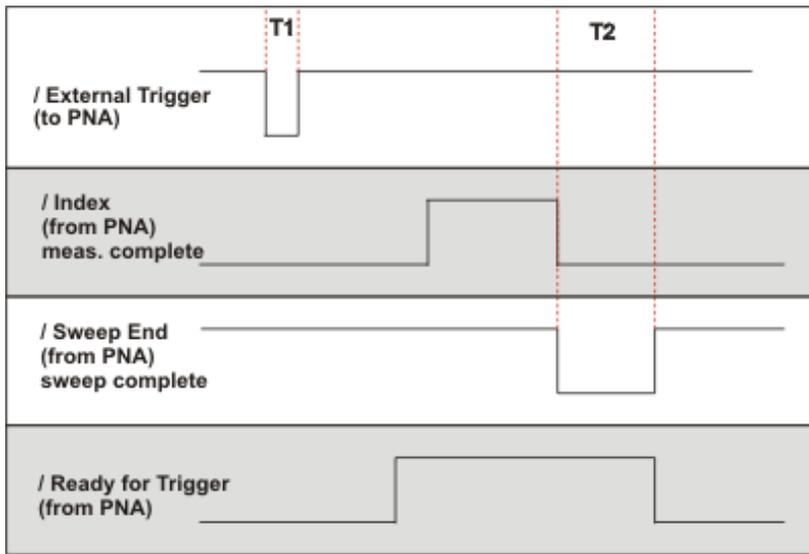 T1
T2
/ External Trigger
(to PNA)
/ Index
(from PNA)
meas. complete
/ Sweep End
(from PNA)
sweep complete
/ Ready for Trigger
(from PNA)